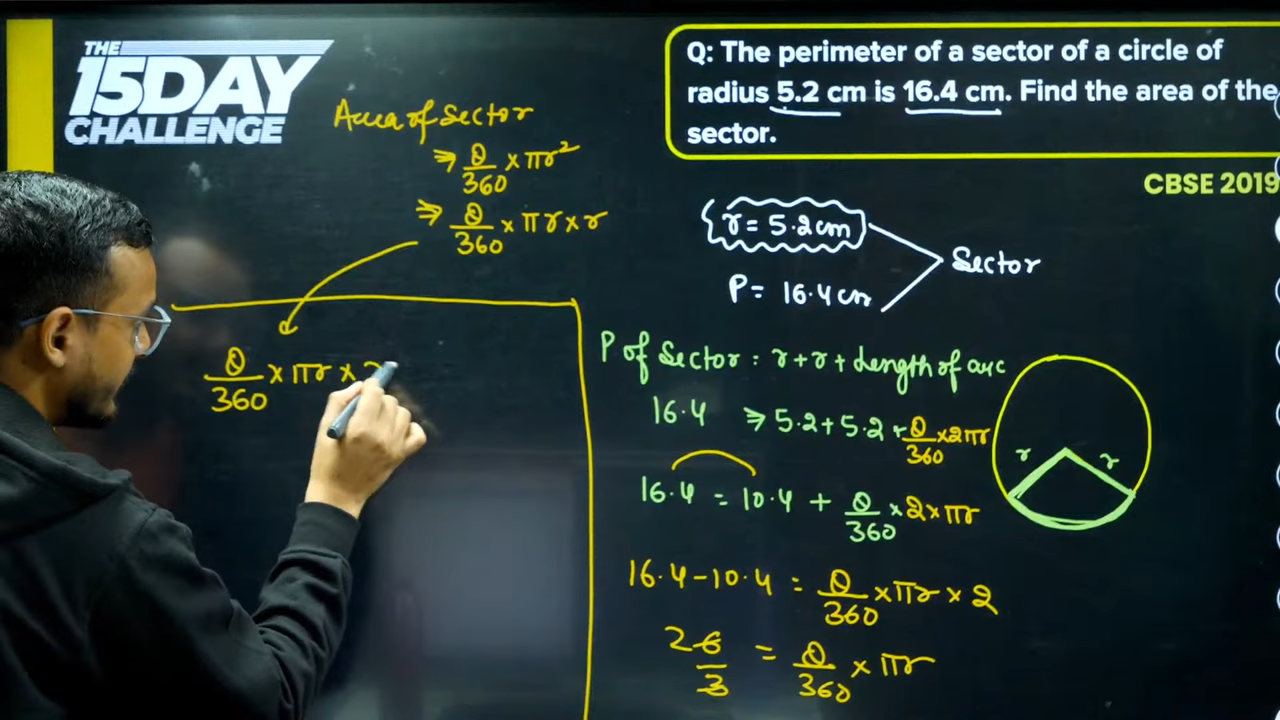 THE
15DAY
CHALLENGE
Q: The perimeter of a sector of a circle of
radius 5.2 cm is 16.4 cm. Find the area of the
sector.
CBSE 2019
Area of Sector
⇒ θ/360 × πr²
⇒ θ/360 × πr × r
θ/360 × πr ×
r = 5.2 cm
P = 16.4 cm
Sector
P of Sector = r + r + Length of arc
16.4 ⇒ 5.2 + 5.2 + θ/360 × 2πr
16.4 = 10.4 + θ/360 × 2 × πr
16.4 - 10.4 = θ/360 × πr × 2
26/3 = θ/360 × πr
r
r